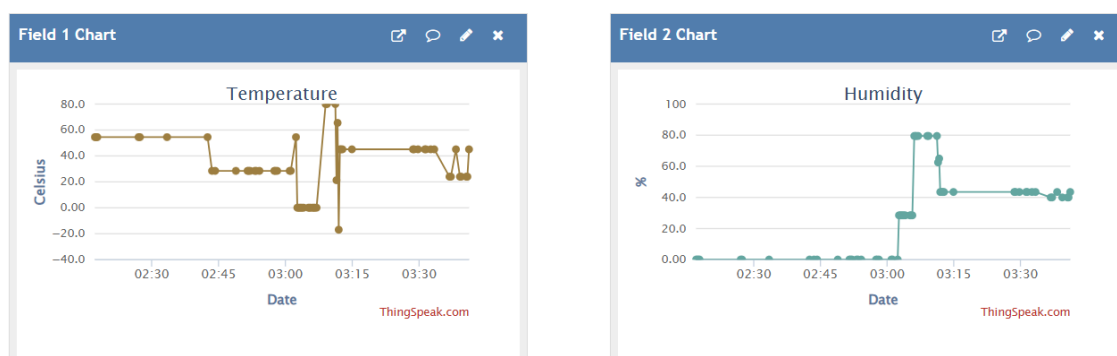 Field 1 Chart
Temperature
Celsius
80.0
60.0
40.0
20.0
0.00
−20.0
−40.0
02:30 02:45 03:00 03:15 03:30
Date
ThingSpeak.com
Field 2 Chart
Humidity
%
100
80.0
60.0
40.0
20.0
0.00
02:30 02:45 03:00 03:15 03:30
Date
ThingSpeak.com